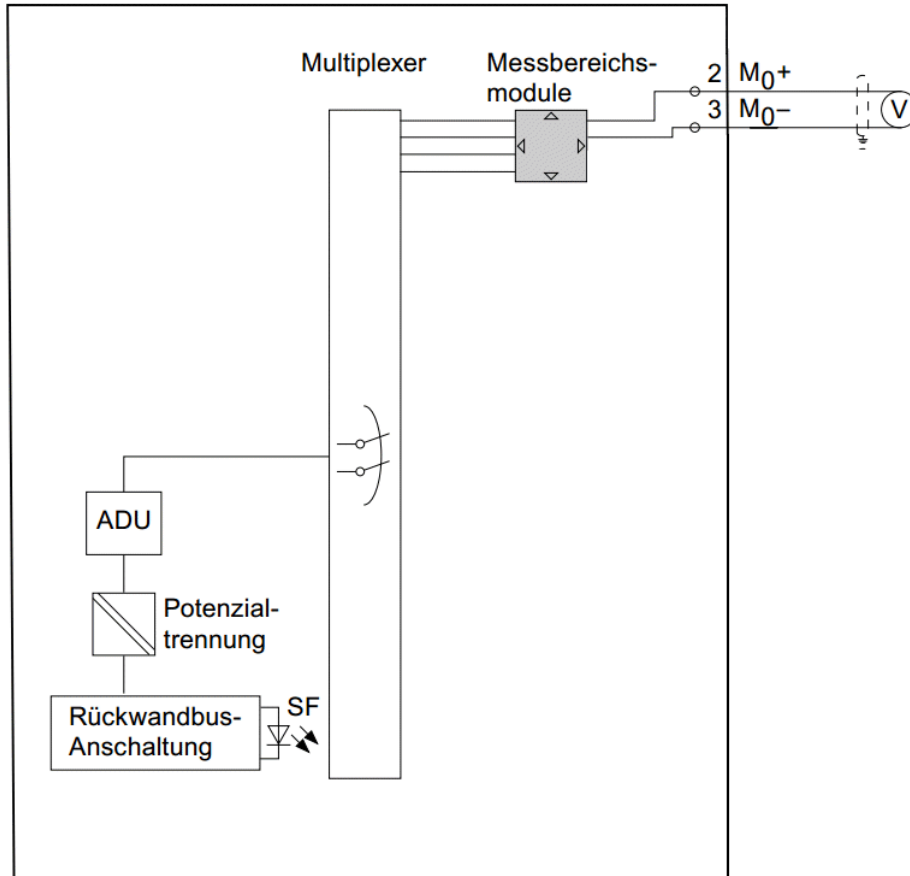 Multiplexer
Messbereichs-
module
2 M0+
3 M0−
V
ADU
Potenzial-
trennung
SF
Rückwandbus-
Anschaltung